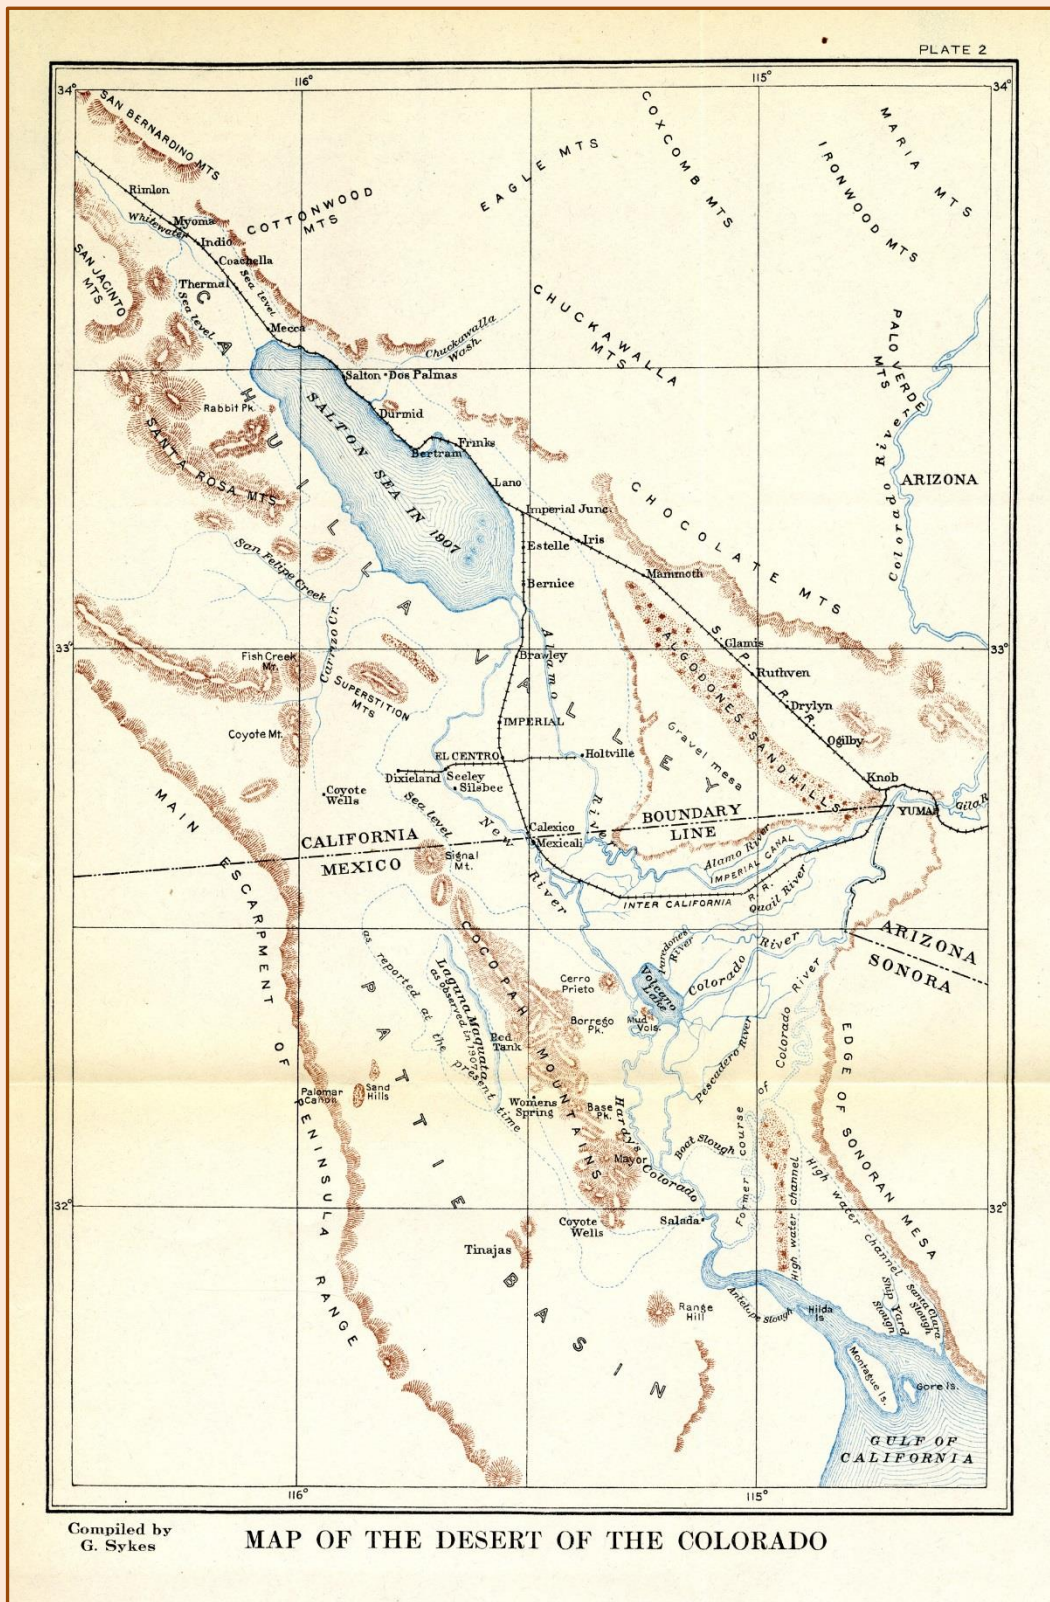 PLATE 2
116°
115°
34°
34°
SAN BERNARDINO MTS
COTTONWOOD
MTS
EAGLE MTS
COXCOMB MTS
MARIA MTS
IRONWOOD MTS
Rimlon
Whitewater
Myoma
Indio
Coachella
SAN JACINTO
MTS
Thermal
Sea level
Sea level
Mecca
CHUCKAWALLA
MTS
Chuckawalla
Wash.
PALO VERDE
MTS
Colorado River
ARIZONA
CAHUILLA VALLEY
Salton
Dos Palmas
Durmid
Rabbit Pk.
SALTON SEA IN 1907
Bertram
Frinks
SANTA ROSA MTS.
Lano
Imperial Junc.
CHOCOLATE MTS
Iris
Estelle
Mammoth
San Felipe Creek
Bernice
Alamo
River
33°
33°
Carrazo Cr.
Brawley
S. P. R. R.
Glamis
Ruthven
Drylyn
Ogilby
Fish Creek
Mt.
SUPERSTITION
MTS
ALGODONES SANDHILLS
Coyote Mt.
IMPERIAL
Gravel mesa
EL CENTRO
Holtville
Dixieland
Seeley
Silsbee
Knob
Coyote
Wells
YUMA
Gila R.
Sea level
New
River
Calexico
Mexicali
BOUNDARY
LINE
CALIFORNIA
MEXICO
Signal
Mt.
Alamo River
IMPERIAL CANAL
INTER CALIFORNIA R. R.
Quail River
MAIN ESCARPMENT OF PENINSULA RANGE
COCOPAH MOUNTAINS
Paredones
River
Colorado River
ARIZONA
SONORA
Laguna Maquata
as observed in 1907
as reported at the present time
Cerro
Prieto
Volcano
Lake
Borrego
Pk.
Mud
Vols.
Red
Tank
Pescadero River
Former course of Colorado River
EDGE OF SONORAN MESA
Palomar
Cañon
Sand
Hills
PATTIE BASIN
Womens
Spring
Base
Pk.
Hardy's Colorado
Boat Slough
Mayor
High water channel
High water channel
32°
32°
Coyote
Wells
Salada
Tinajas
Antelope Slough
Hilda
Is.
Ship Yard
Slough
Santa Clara
Slough
Range
Hill
Montague Is.
Gore Is.
GULF OF
CALIFORNIA
116°
115°
Compiled by
G. Sykes
MAP OF THE DESERT OF THE COLORADO